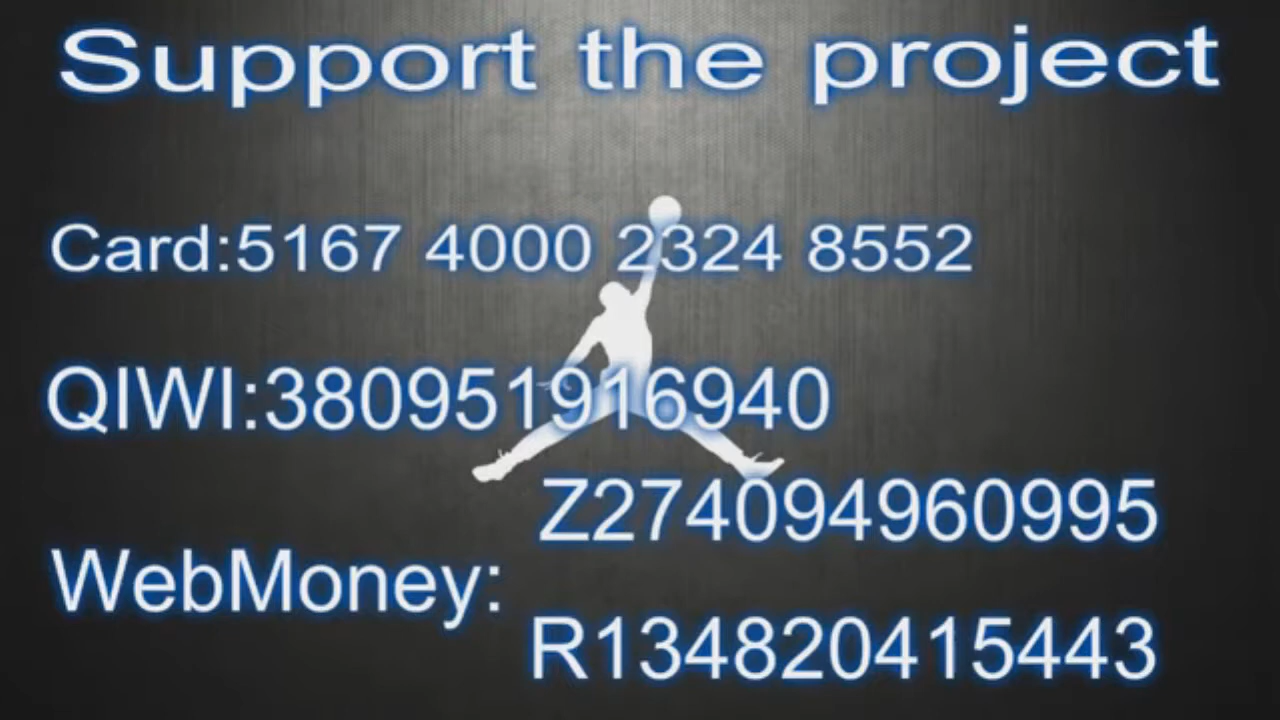 Support the project
Card:5167 4000 2324 8552
QIWI:380951916940
Z274094960995
WebMoney:
R134820415443